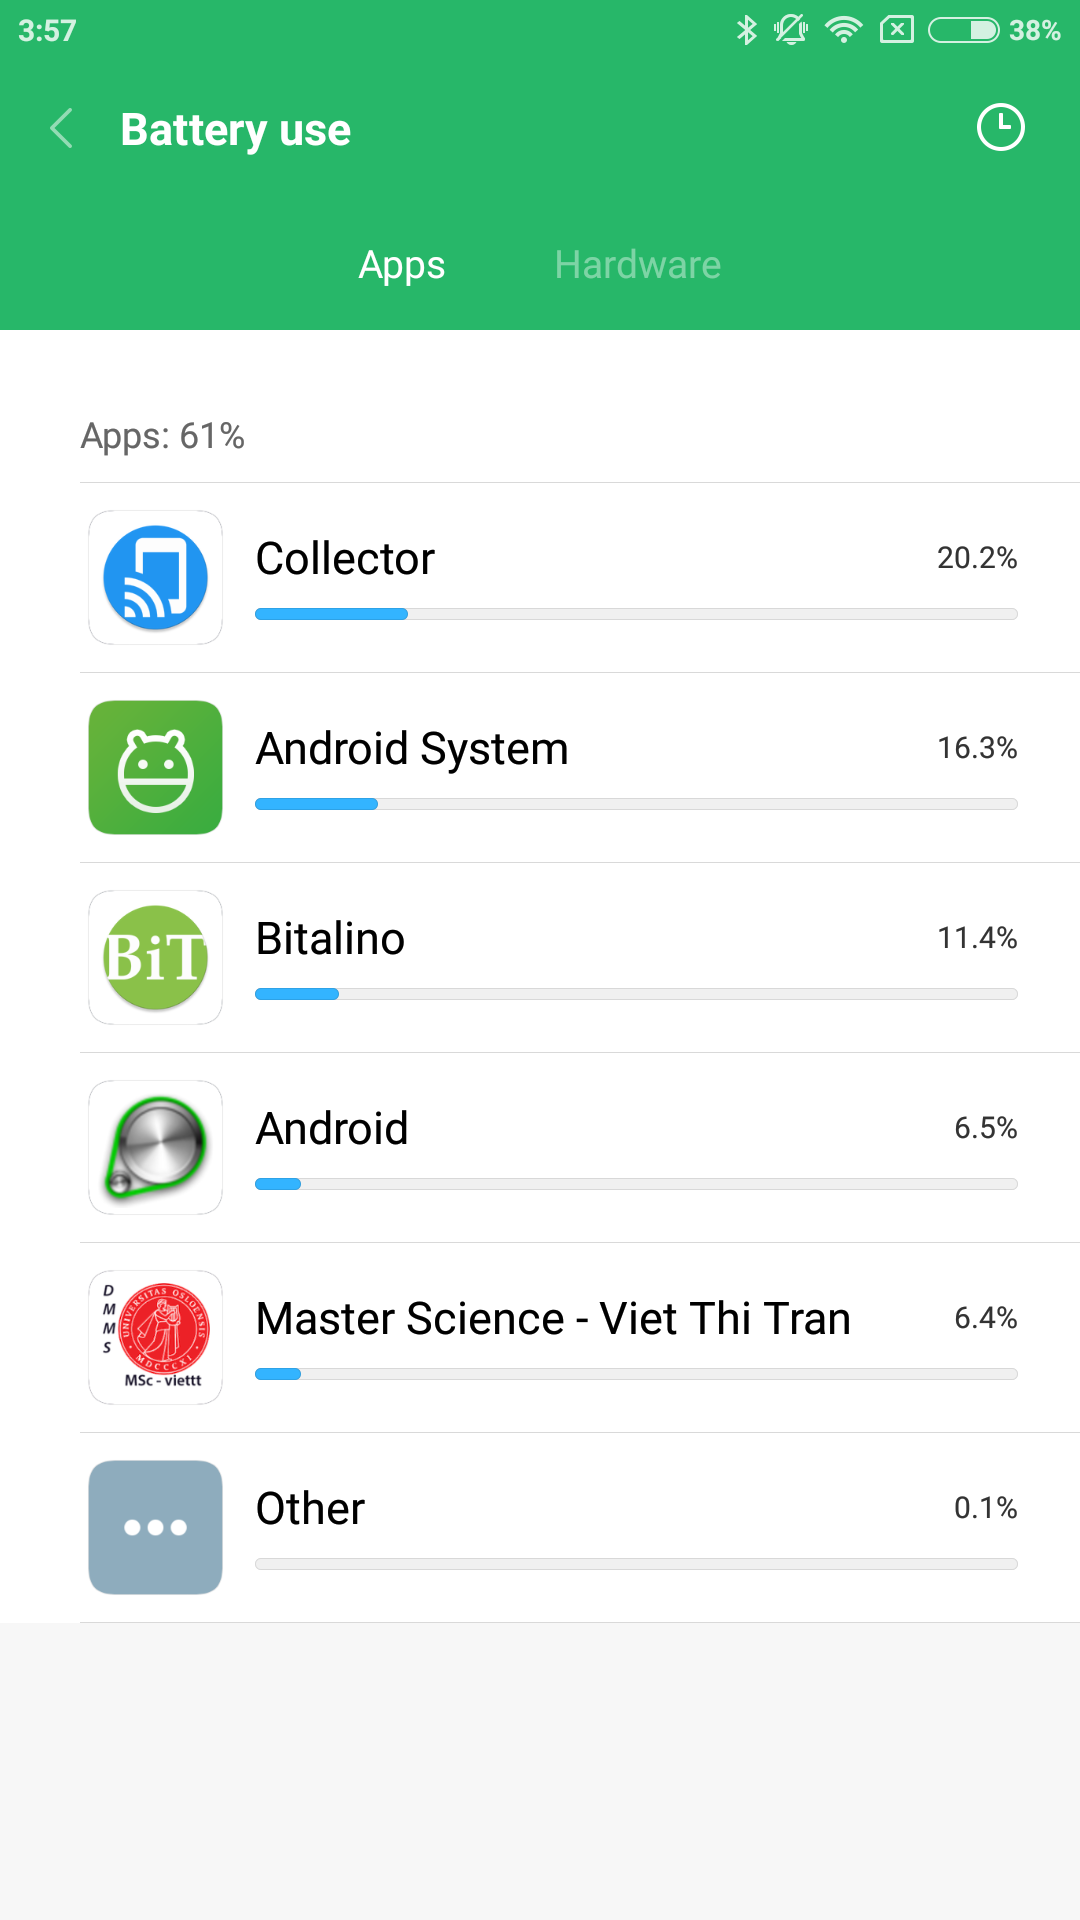 3:57 38%
Battery use
Apps Hardware
Apps: 61%
Collector 20.2%
Android System 16.3%
BiT
Bitalino 11.4%
Android 6.5%
DMMS
UNIVERSITAS OSLOENSIS
MDCCCXI
MSc - viettt
Master Science - Viet Thi Tran 6.4%
Other 0.1%